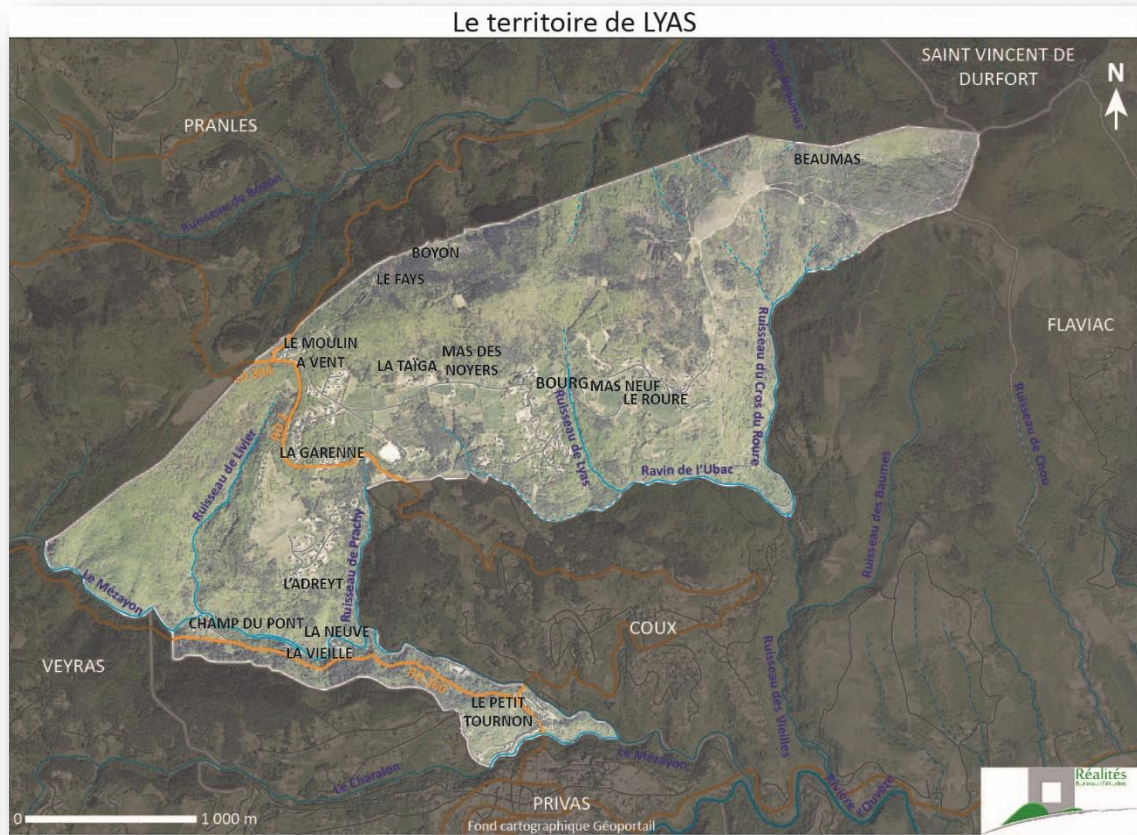 Le territoire de LYAS
SAINT VINCENT DE
DURFORT
N
PRANLES
BEAUMAS
Ruisseau de Boyon
BOYON
LE FAYS
FLAVIAC
LE MOULIN
A VENT
LA TAÏGA
MAS DES
NOYERS
BOURG
MAS NEUF
LE ROURE
Ruisseau du Cros du Roure
Ruisseau de Chou
RD 2
Ruisseau de Livier
LA GARENNE
Ruisseau de Lyas
Ravin de l'Ubac
Ruisseau des Baumes
Ruisseau de Prachy
Le Mézayon
L'ADREYT
CHAMP DU PONT
LA NEUVE
LA VIEILLE
COUX
VEYRAS
Ruisseau des Vieilles
LE PETIT
TOURNON
Le Mézayon
Le Charalon
Rivière
d'Ouvèze
PRIVAS
0
1 000 m
Fond cartographique Géoportail
Réalités
Bureau d'études